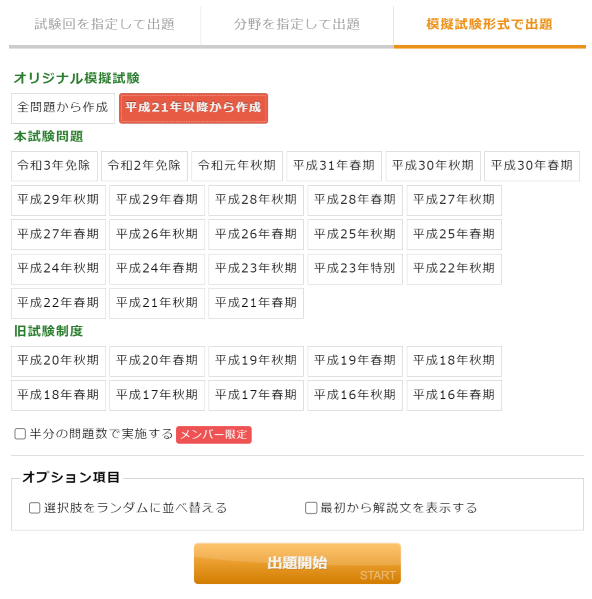 試験回を指定して出題 分野を指定して出題 模擬試験形式で出題
オリジナル模擬試験
全問題から作成 平成21年以降から作成
本試験問題
令和3年免除 令和2年免除 令和元年秋期 平成31年春期 平成30年秋期 平成30年春期
平成29年秋期 平成29年春期 平成28年秋期 平成28年春期 平成27年秋期
平成27年春期 平成26年秋期 平成26年春期 平成25年秋期 平成25年春期
平成24年秋期 平成24年春期 平成23年秋期 平成23年特別 平成22年秋期
平成22年春期 平成21年秋期 平成21年春期
旧試験制度
平成20年秋期 平成20年春期 平成19年秋期 平成19年春期 平成18年秋期
平成18年春期 平成17年秋期 平成17年春期 平成16年秋期 平成16年春期
半分の問題数で実施する メンバー限定
オプション項目
選択肢をランダムに並べ替える 最初から解説文を表示する
出題開始
START